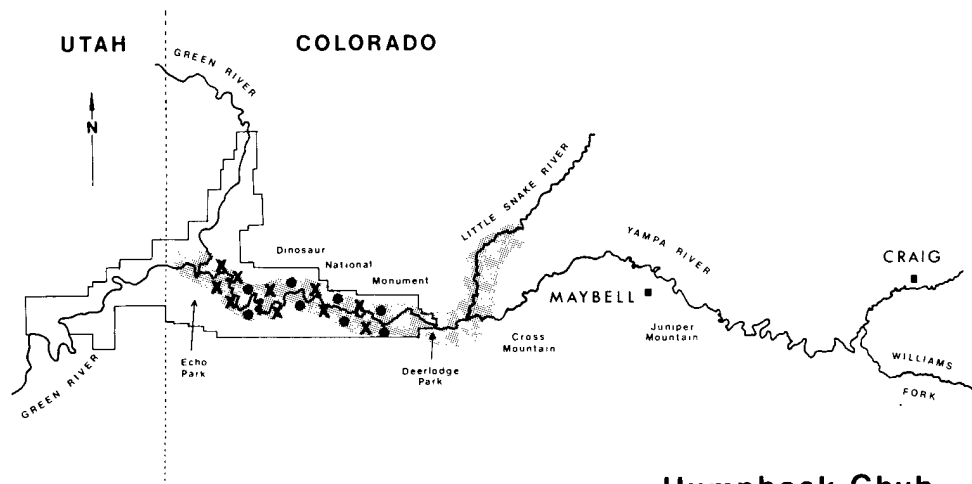 UTAH
COLORADO
GREEN RIVER
N
LITTLE SNAKE RIVER
Dinosaur
National
Monument
YAMPA RIVER
CRAIG
MAYBELL
Juniper
Mountain
Cross
Mountain
Echo
Park
Deerlodge
Park
WILLIAMS
FORK
GREEN RIVER
Humpback Chub